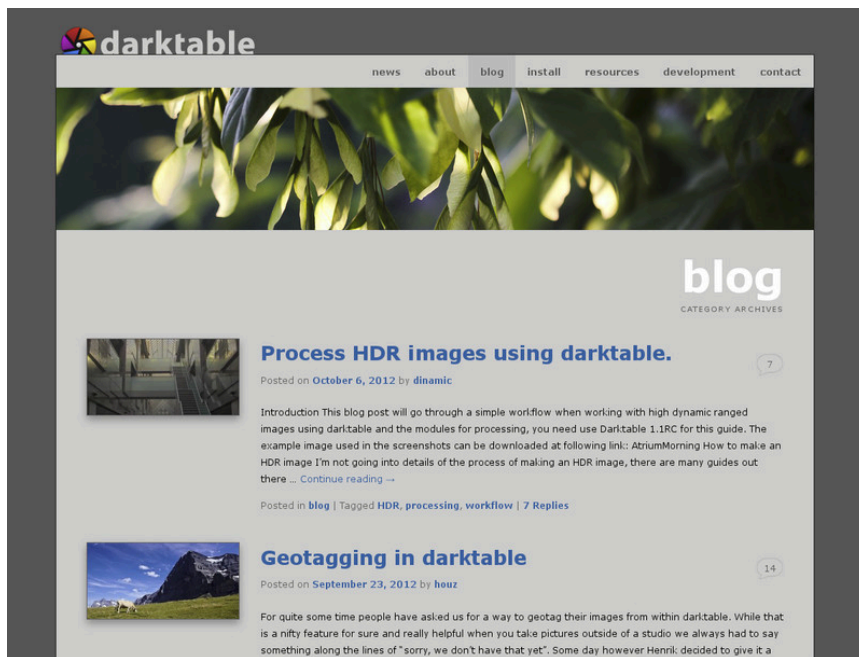 darktable
news about blog install resources development contact
blog
CATEGORY ARCHIVES
Process HDR images using darktable.
7
Posted on October 6, 2012 by dinamic
Introduction This blog post will go through a simple workflow when working with high dynamic ranged
images using darktable and the modules for processing, you need use Darktable 1.1RC for this guide. The
example image used in the screenshots can be downloaded at following link: AtriumMorning How to make an
HDR image I'm not going into details of the process of making an HDR image, there are many guides out
there … Continue reading →
Posted in blog | Tagged HDR, processing, workflow | 7 Replies
Geotagging in darktable
14
Posted on September 23, 2012 by houz
For quite some time people have asked us for a way to geotag their images from within darktable. While that
is a nifty feature for sure and really helpful when you take pictures outside of a studio we always had to say
something along the lines of "sorry, we don't have that yet". Some day however Henrik decided to give it a